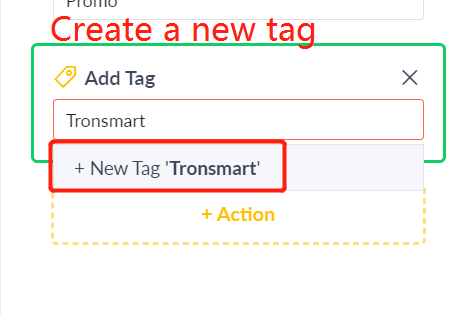 Promo
Create a new tag
Add Tag
Tronsmart
+ New Tag 'Tronsmart'
+ Action